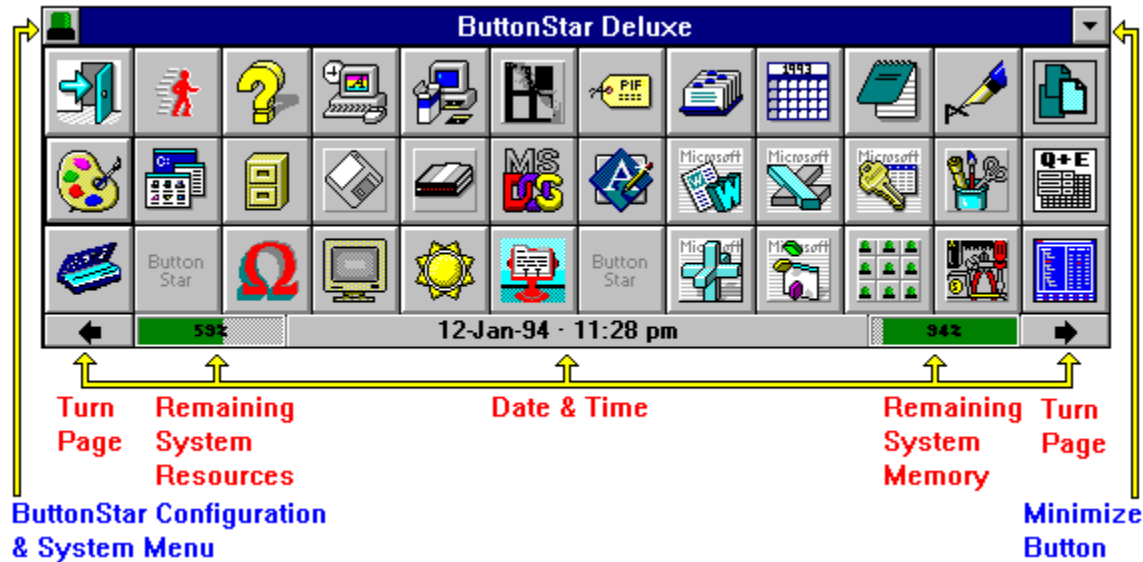 ButtonStar Deluxe
PIF
1993
C:\
MS
DOS
Microsoft
W
Microsoft
Microsoft
Q+E
Button
Star
Button
Star
Microsoft
Microsoft
59%
12-Jan-94 · 11:28 pm
94%
Turn
Page
Remaining
System
Resources
Date & Time
Remaining
System
Memory
Turn
Page
ButtonStar Configuration
& System Menu
Minimize
Button